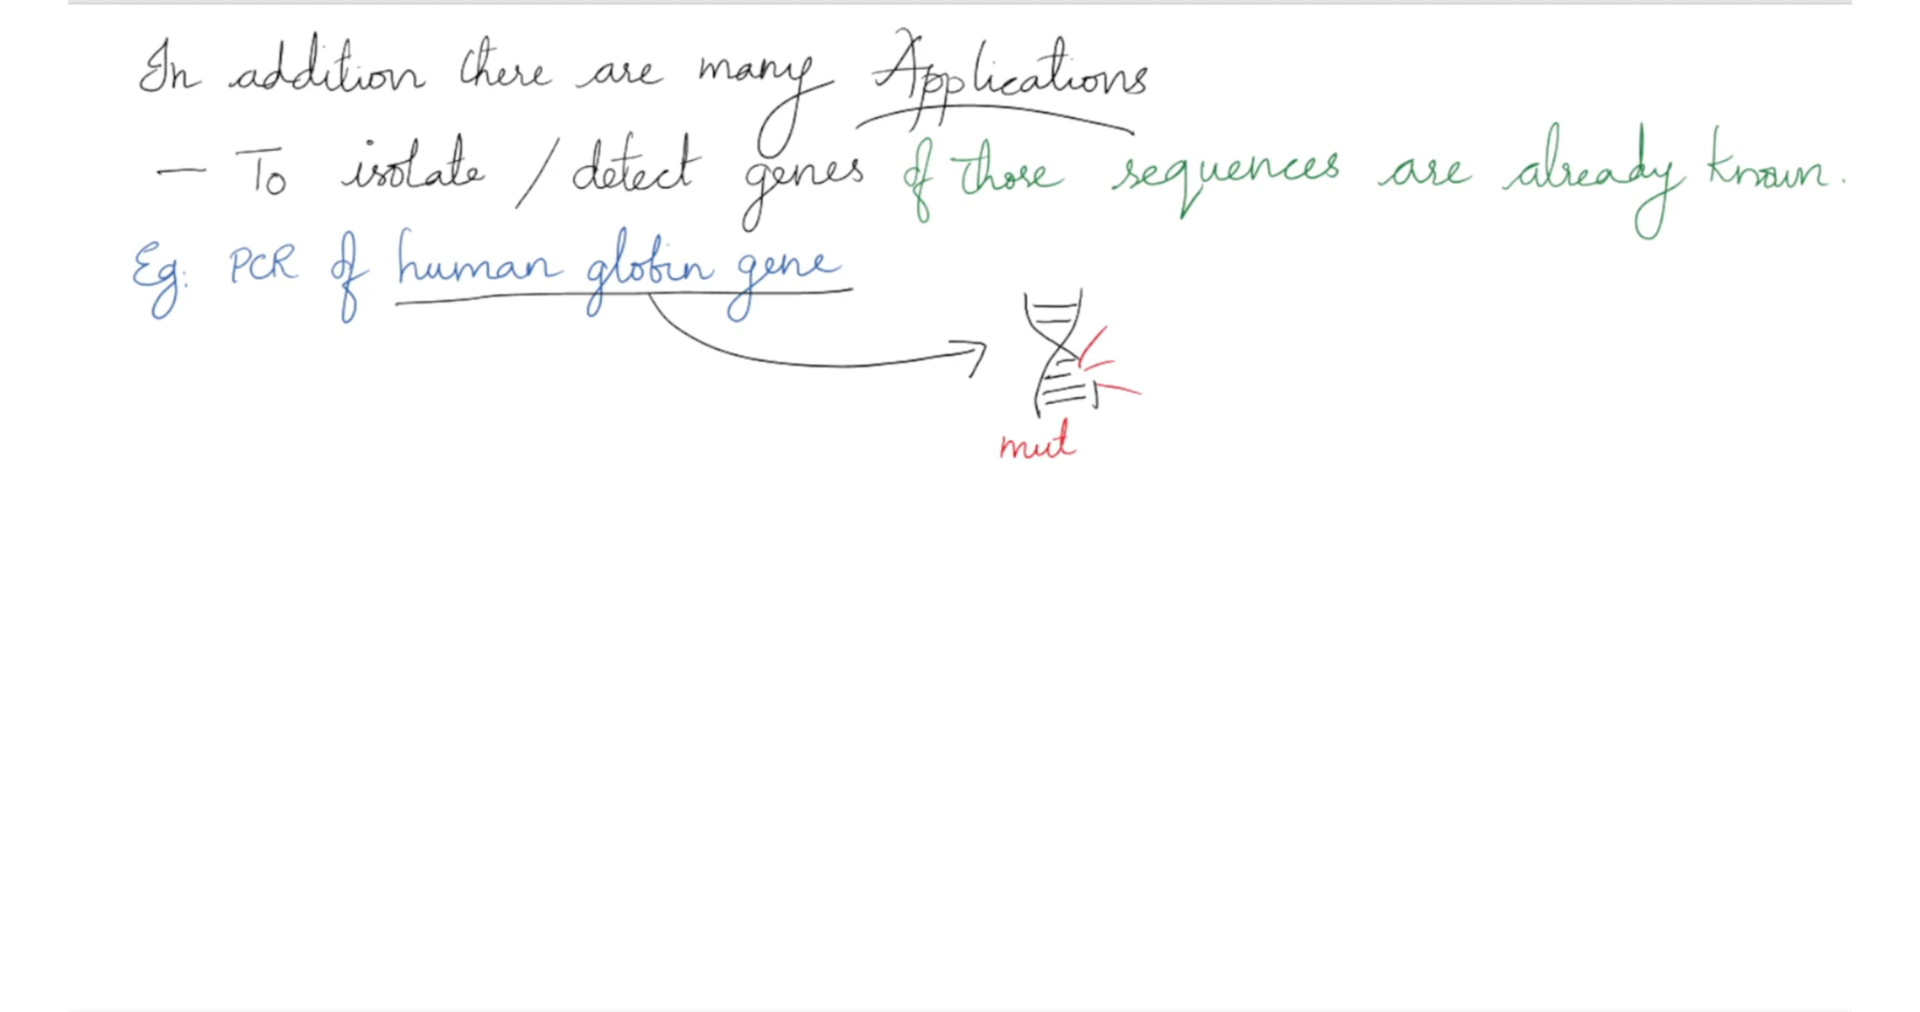 In addition there are many Applications
- To isolate / detect genes of those sequences are already known.
Eg: PCR of human globin gene
mut